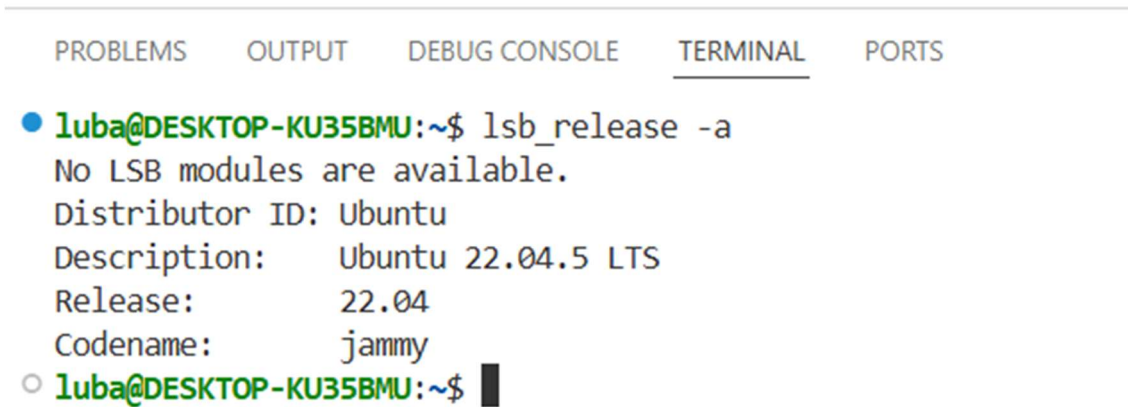 PROBLEMS OUTPUT DEBUG CONSOLE TERMINAL PORTS
luba@DESKTOP-KU35BMU:~$ lsb_release -a
No LSB modules are available.
Distributor ID: Ubuntu
Description:    Ubuntu 22.04.5 LTS
Release:        22.04
Codename:       jammy
luba@DESKTOP-KU35BMU:~$